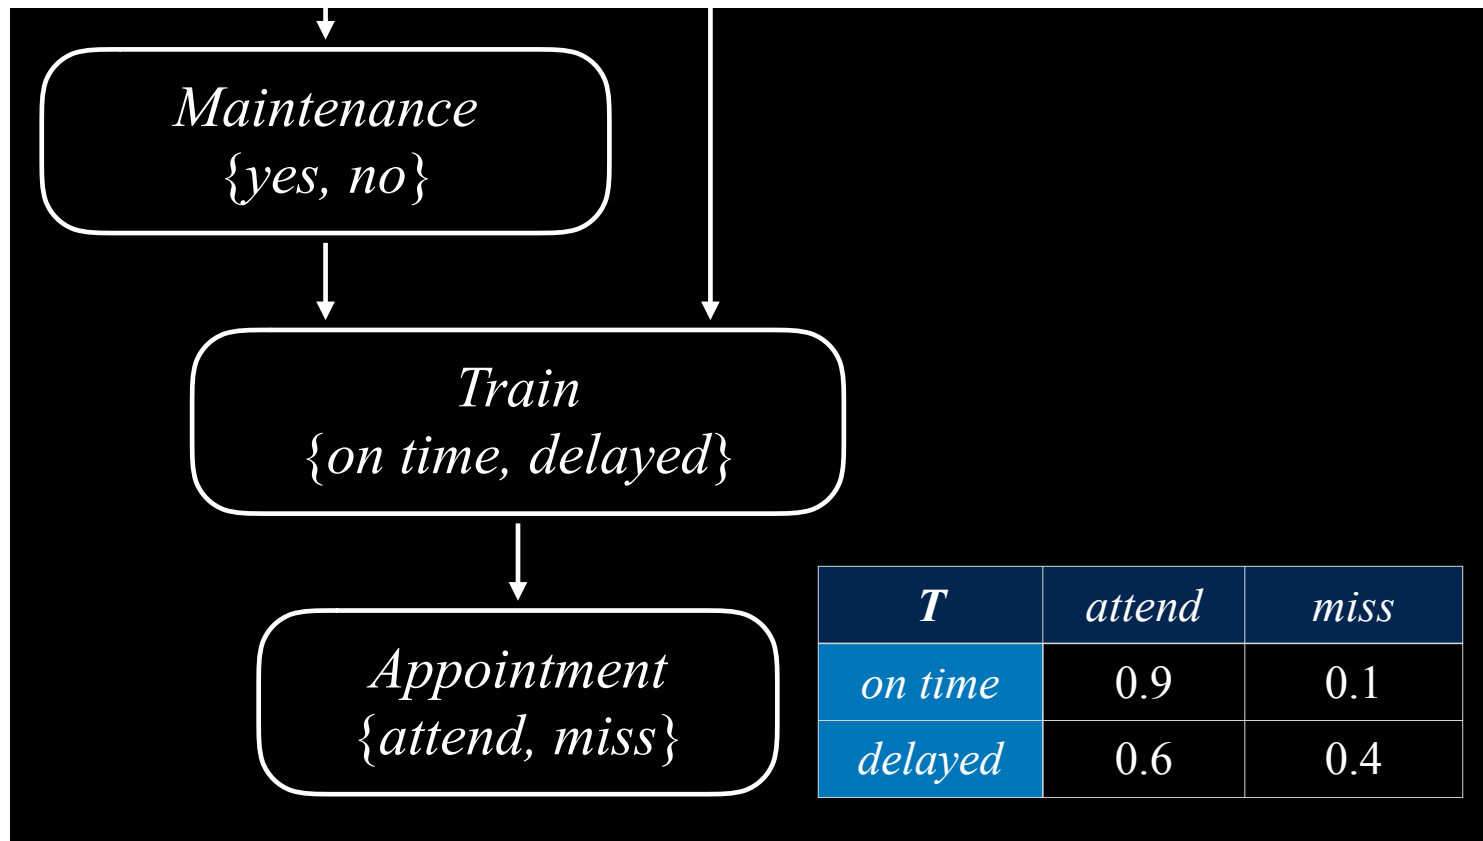 Maintenance
{yes, no}
Train
{on time, delayed}
Appointment
{attend, miss}
T attend miss
on time 0.9 0.1
delayed 0.6 0.4